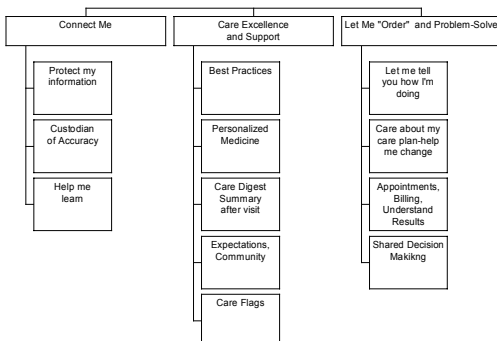 Connect Me
Protect my
information
Custodian
of Accuracy
Help me
learn
Care Excellence
and Support
Best Practices
Personalized
Medicine
Care Digest
Summary
after visit
Expectations,
Community
Care Flags
Let Me "Order" and Problem-Solve
Let me tell
you how I'm
doing
Care about my
care plan-help
me change
Appointments,
Billing,
Understand
Results
Shared Decision
Makikng